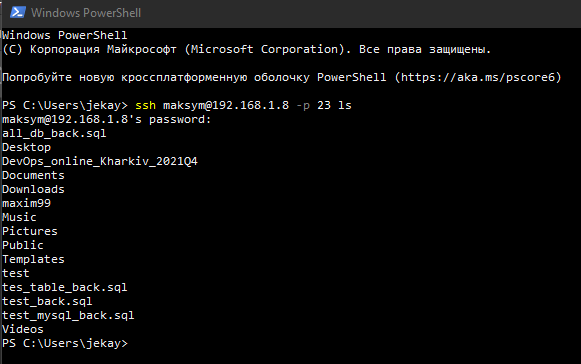 Windows PowerShell
Windows PowerShell
(C) Корпорация Майкрософт (Microsoft Corporation). Все права защищены.
Попробуйте новую кроссплатформенную оболочку PowerShell (https://aka.ms/pscore6)
PS C:\Users\jekay> ssh maksym@192.168.1.8 -p 23 ls
maksym@192.168.1.8's password:
all_db_back.sql
Desktop
DevOps_online_Kharkiv_2021Q4
Documents
Downloads
maxim99
Music
Pictures
Public
Templates
test
tes_table_back.sql
test_back.sql
test_mysql_back.sql
Videos
PS C:\Users\jekay>